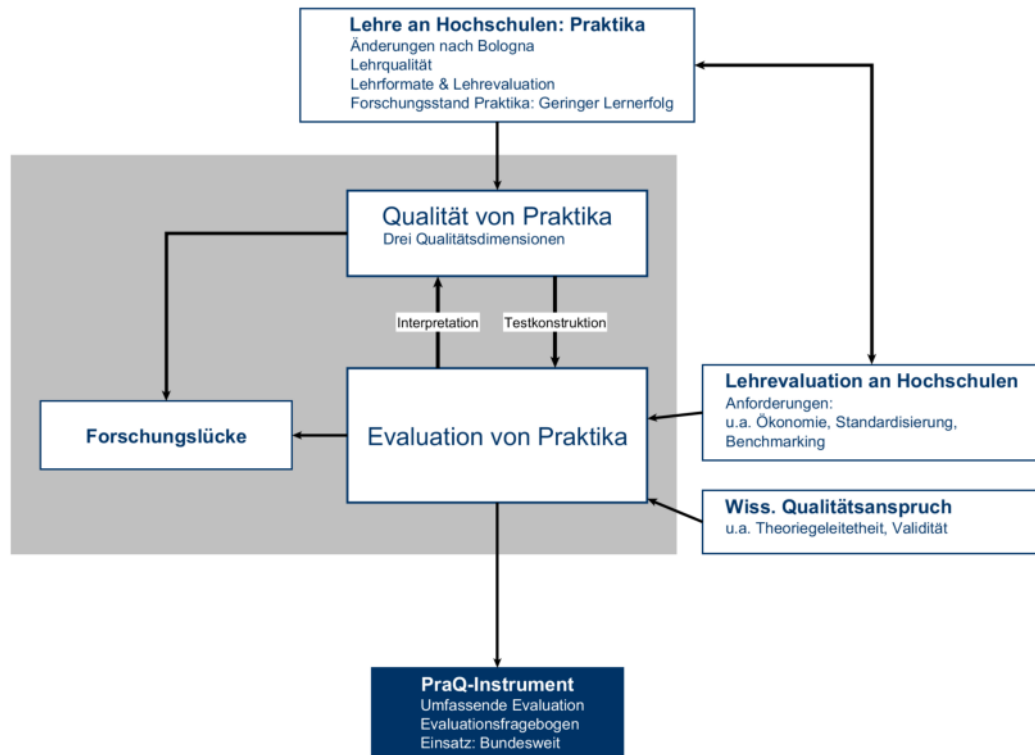 Lehre an Hochschulen: Praktika
Änderungen nach Bologna
Lehrqualität
Lehrformate & Lehrevaluation
Forschungsstand Praktika: Geringer Lernerfolg
Qualität von Praktika
Drei Qualitätsdimensionen
Interpretation
Testkonstruktion
Lehrevaluation an Hochschulen
Anforderungen:
u.a. Ökonomie, Standardisierung,
Benchmarking
Forschungslücke
Evaluation von Praktika
Wiss. Qualitätsanspruch
u.a. Theoriegeleitetheit, Validität
PraQ-Instrument
Umfassende Evaluation
Evaluationsfragebogen
Einsatz: Bundesweit